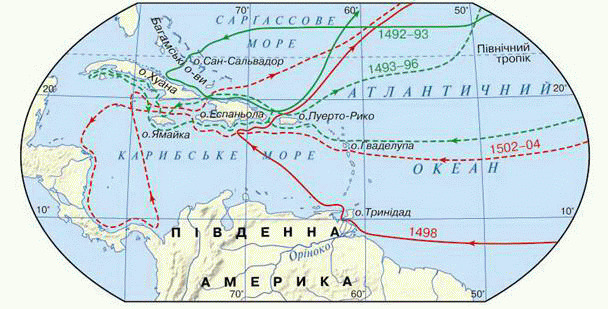 70°
60°
50°
САРГАССОВЕ
МОРЕ
1492–93
Багамські о-ви
о.Сан-Сальвадор
Північний
тропік
1493–96
о.Хуана
20°
АТЛАНТИЧНИЙ
20°
о.Еспаньола
о.Пуерто-Рико
о.Ямайка
о.Гваделупа
1502–04
КАРИБСЬКЕ МОРЕ
ОКЕАН
10°
о.Тринідад
10°
ПІВДЕННА
1498
Оріноко
АМЕРИКА
70°
60°
50°